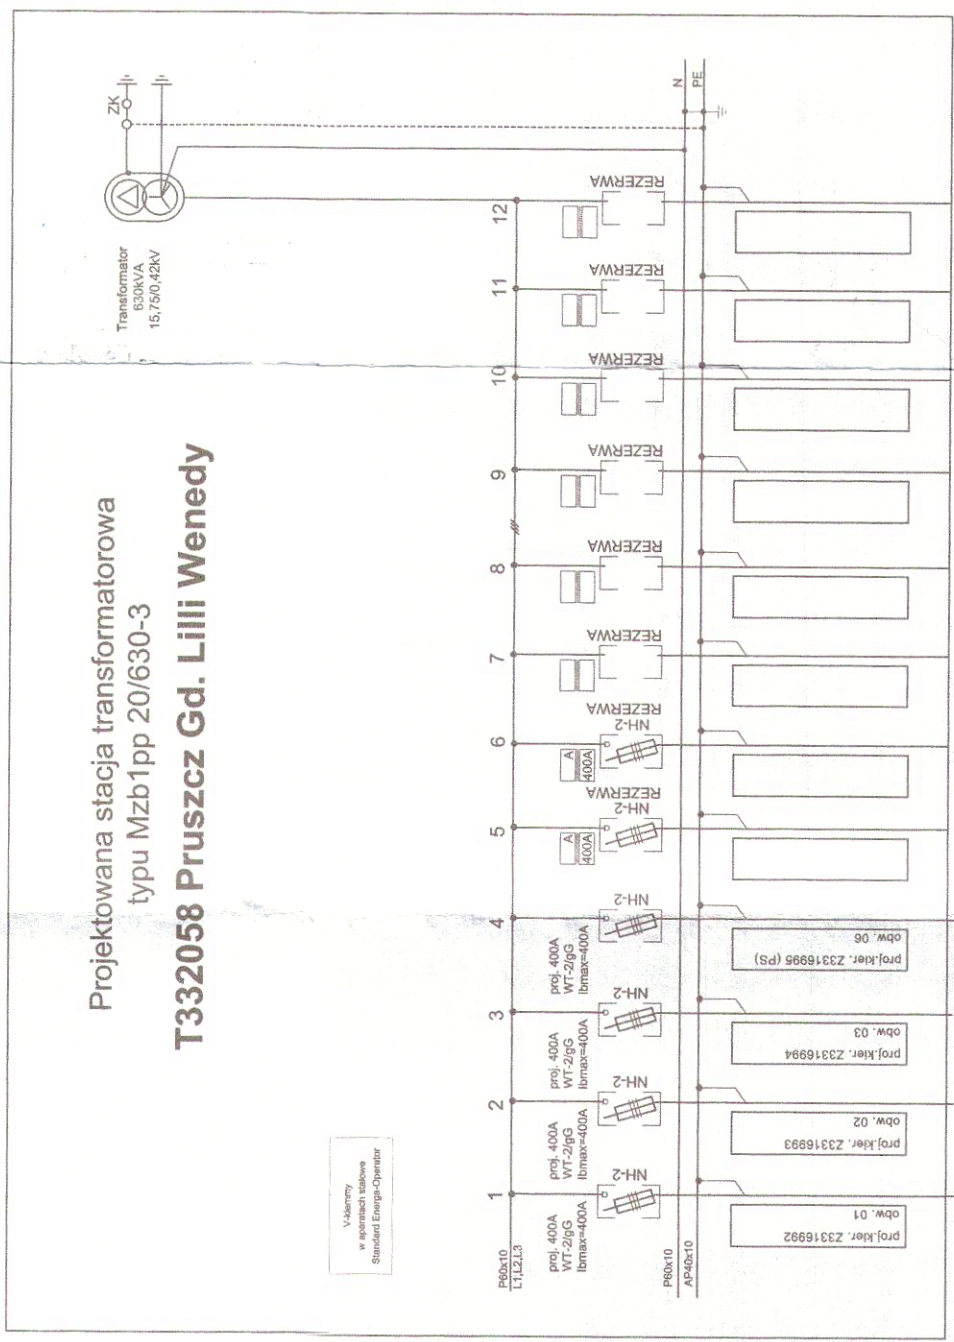 Projektowana stacja transformatorowa
typu Mzb1pp 20/630-3
T332058 Pruszcz Gd. Lilli Wenedy
Transformator
630kVA
15,75/0,42kV
ZK
N
PE
V-klemmy
w aparatach stalowe
Standard Energa-Operator
P60x10
L1,L2,L3
P60x10
AP40x10
1
proj. 400A
WT-2/gG
Ibmax=400A
NH-2
proj.kier. Z3316992
obw. 01
2
proj. 400A
WT-2/gG
Ibmax=400A
NH-2
proj.kier. Z3316993
obw. 02
3
proj. 400A
WT-2/gG
Ibmax=400A
NH-2
proj.kier. Z3316994
obw. 03
4
proj. 400A
WT-2/gG
Ibmax=400A
NH-2
proj.kier. Z3316995 (PS)
obw. 06
5
A
400A
NH-2
REZERWA
6
A
400A
NH-2
REZERWA
7
REZERWA
8
REZERWA
9
REZERWA
10
REZERWA
11
REZERWA
12
REZERWA